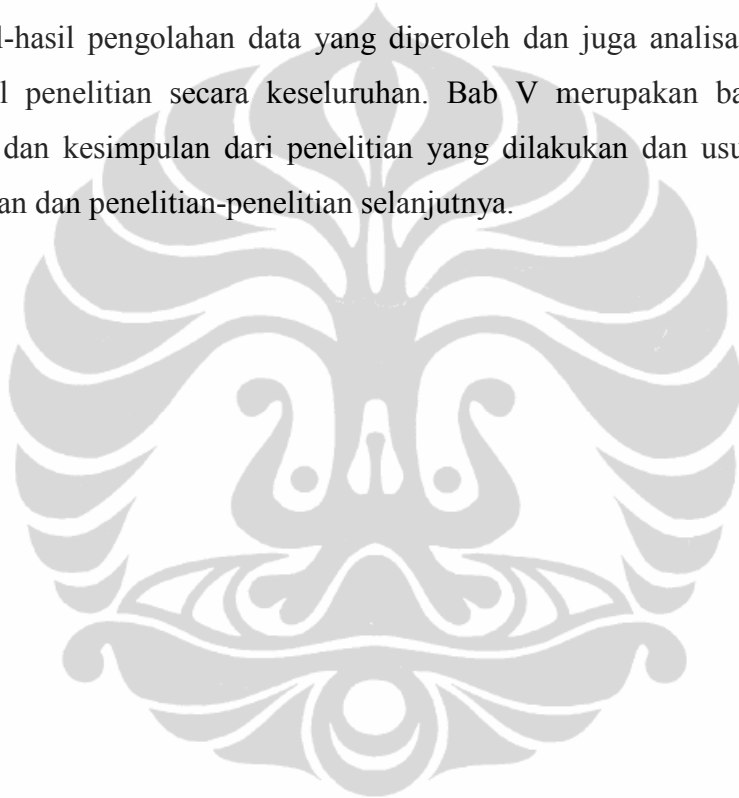 l-hasil pengolahan data yang diperoleh dan juga analisa
l penelitian secara keseluruhan. Bab V merupakan ba
dan kesimpulan dari penelitian yang dilakukan dan usu
an dan penelitian-penelitian selanjutnya.